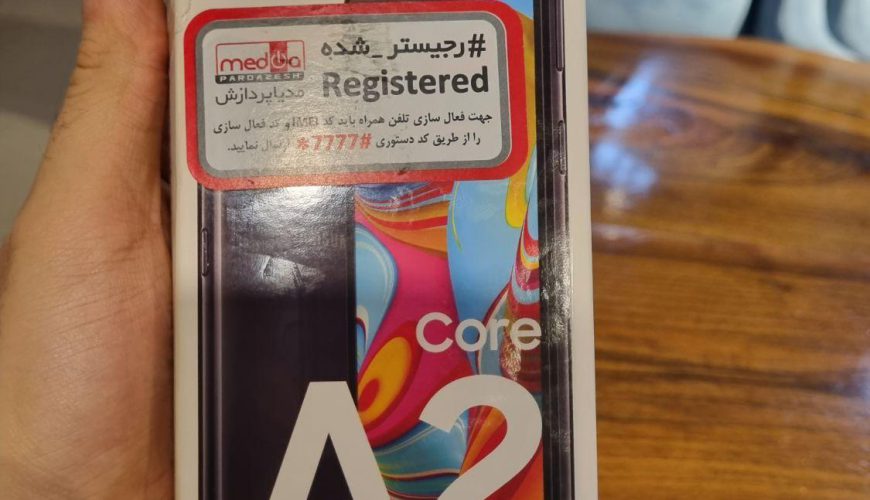 #رجیستر_شده
Registered
media
PARDAZESH
مدیاپردازش
جهت فعال سازی تلفن همراه باید کد IMEI و کد فعال سازی
را از طریق کد دستوری #7777* ارسال نمایید.
Core
A2